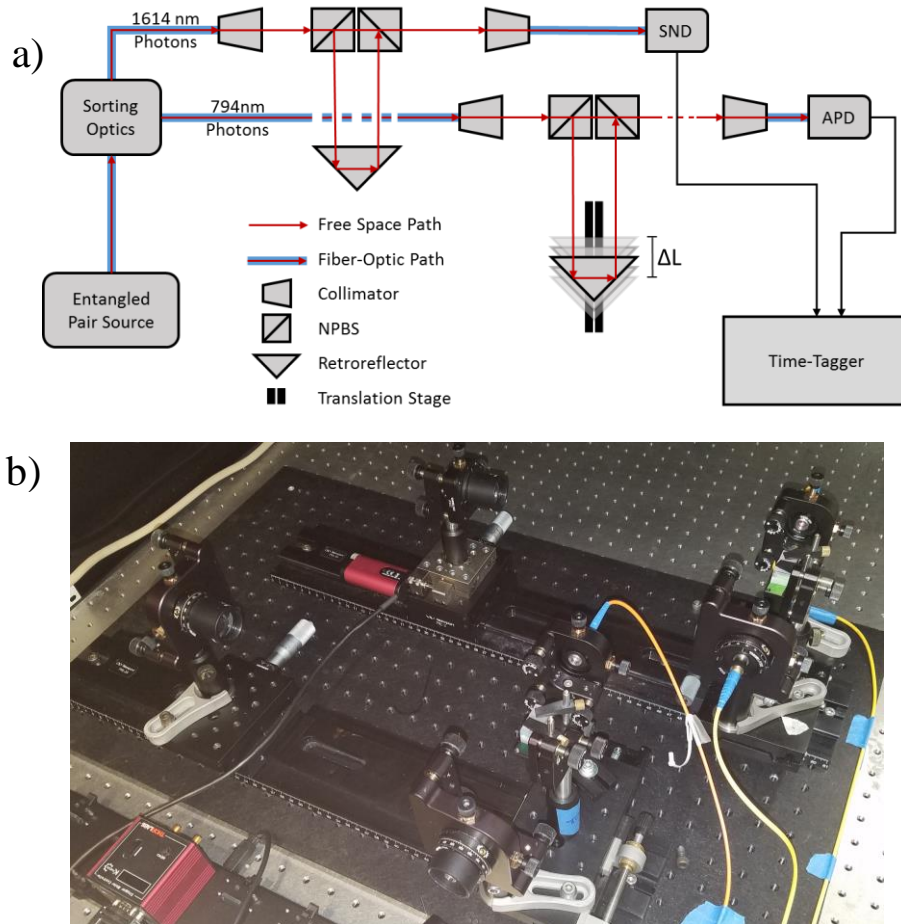 a)
1614 nm
Photons
SND
Sorting
Optics
794nm
Photons
APD
Free Space Path
ΔL
Fiber-Optic Path
Entangled
Pair Source
Collimator
NPBS
Retroreflector
Time-Tagger
Translation Stage
b)